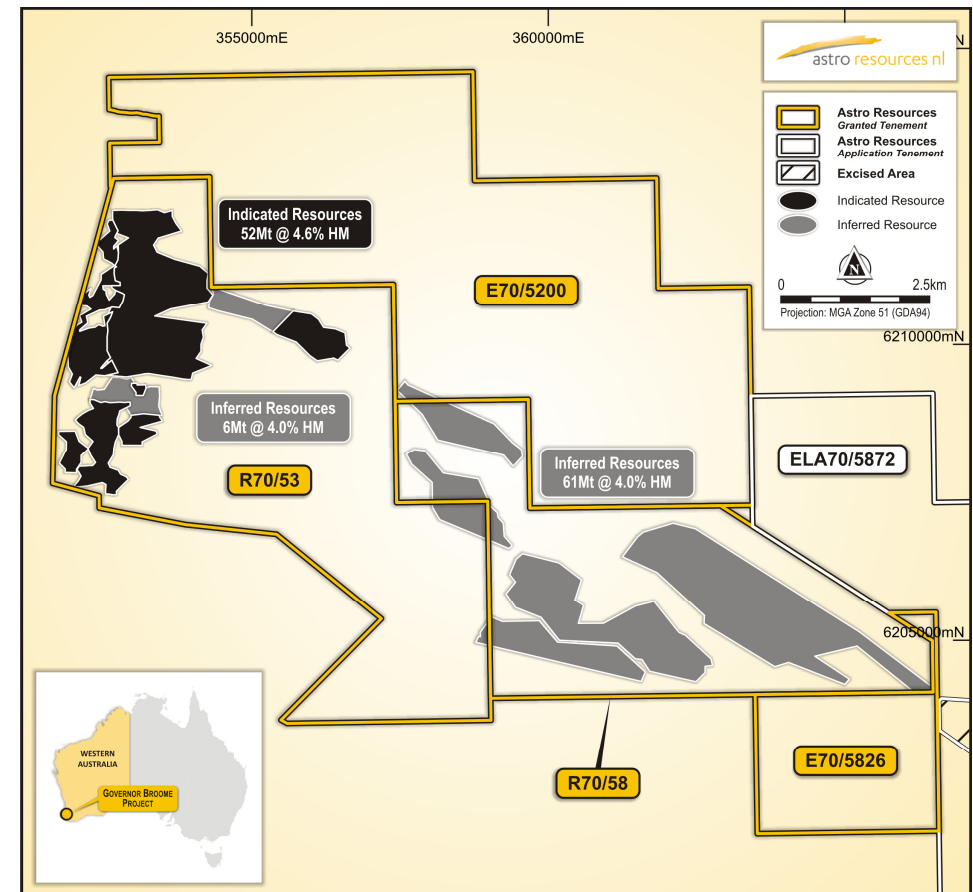 355000mE
360000mE
N
astro resources nl
Astro Resources
Granted Tenement
Astro Resources
Application Tenement
Excised Area
Indicated Resource
Inferred Resource
N
0
2.5km
Projection: MGA Zone 51 (GDA94)
Indicated Resources
52Mt @ 4.6% HM
E70/5200
6210000mN
Inferred Resources
6Mt @ 4.0% HM
R70/53
Inferred Resources
61Mt @ 4.0% HM
ELA70/5872
6205000mN
WESTERN
AUSTRALIA
GOVERNOR BROOME
PROJECT
R70/58
E70/5826